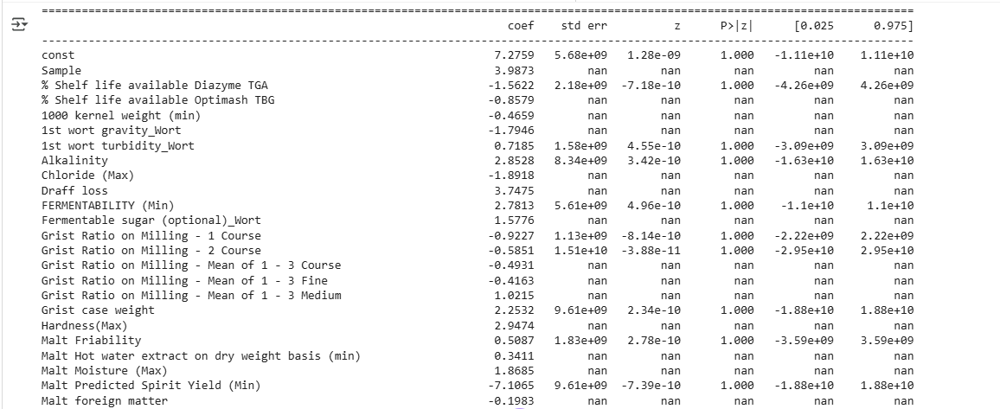 coef std err z P>|z| [0.025 0.975]
const 7.2759 5.68e+09 1.28e-09 1.000 -1.11e+10 1.11e+10
Sample 3.9873 nan nan nan nan nan
% Shelf life available Diazyme TGA -1.5622 2.18e+09 -7.18e-10 1.000 -4.26e+09 4.26e+09
% Shelf life available Optimash TBG -0.8579 nan nan nan nan nan
1000 kernel weight (min) -0.4659 nan nan nan nan nan
1st wort gravity_Wort -1.7946 nan nan nan nan nan
1st wort turbidity_Wort 0.7185 1.58e+09 4.55e-10 1.000 -3.09e+09 3.09e+09
Alkalinity 2.8528 8.34e+09 3.42e-10 1.000 -1.63e+10 1.63e+10
Chloride (Max) -1.8918 nan nan nan nan nan
Draff loss 3.7475 nan nan nan nan nan
FERMENTABILITY (Min) 2.7813 5.61e+09 4.96e-10 1.000 -1.1e+10 1.1e+10
Fermentable sugar (optional)_Wort 1.5776 nan nan nan nan nan
Grist Ratio on Milling - 1 Course -0.9227 1.13e+09 -8.14e-10 1.000 -2.22e+09 2.22e+09
Grist Ratio on Milling - 2 Course -0.5851 1.51e+10 -3.88e-11 1.000 -2.95e+10 2.95e+10
Grist Ratio on Milling - Mean of 1 - 3 Course -0.4931 nan nan nan nan nan
Grist Ratio on Milling - Mean of 1 - 3 Fine -0.4163 nan nan nan nan nan
Grist Ratio on Milling - Mean of 1 - 3 Medium 1.0215 nan nan nan nan nan
Grist case weight 2.2532 9.61e+09 2.34e-10 1.000 -1.88e+10 1.88e+10
Hardness(Max) 2.9474 nan nan nan nan nan
Malt Friability 0.5087 1.83e+09 2.78e-10 1.000 -3.59e+09 3.59e+09
Malt Hot water extract on dry weight basis (min) 0.3411 nan nan nan nan nan
Malt Moisture (Max) 1.8685 nan nan nan nan nan
Malt Predicted Spirit Yield (Min) -7.1065 9.61e+09 -7.39e-10 1.000 -1.88e+10 1.88e+10
Malt foreign matter -0.1983 nan nan nan nan nan